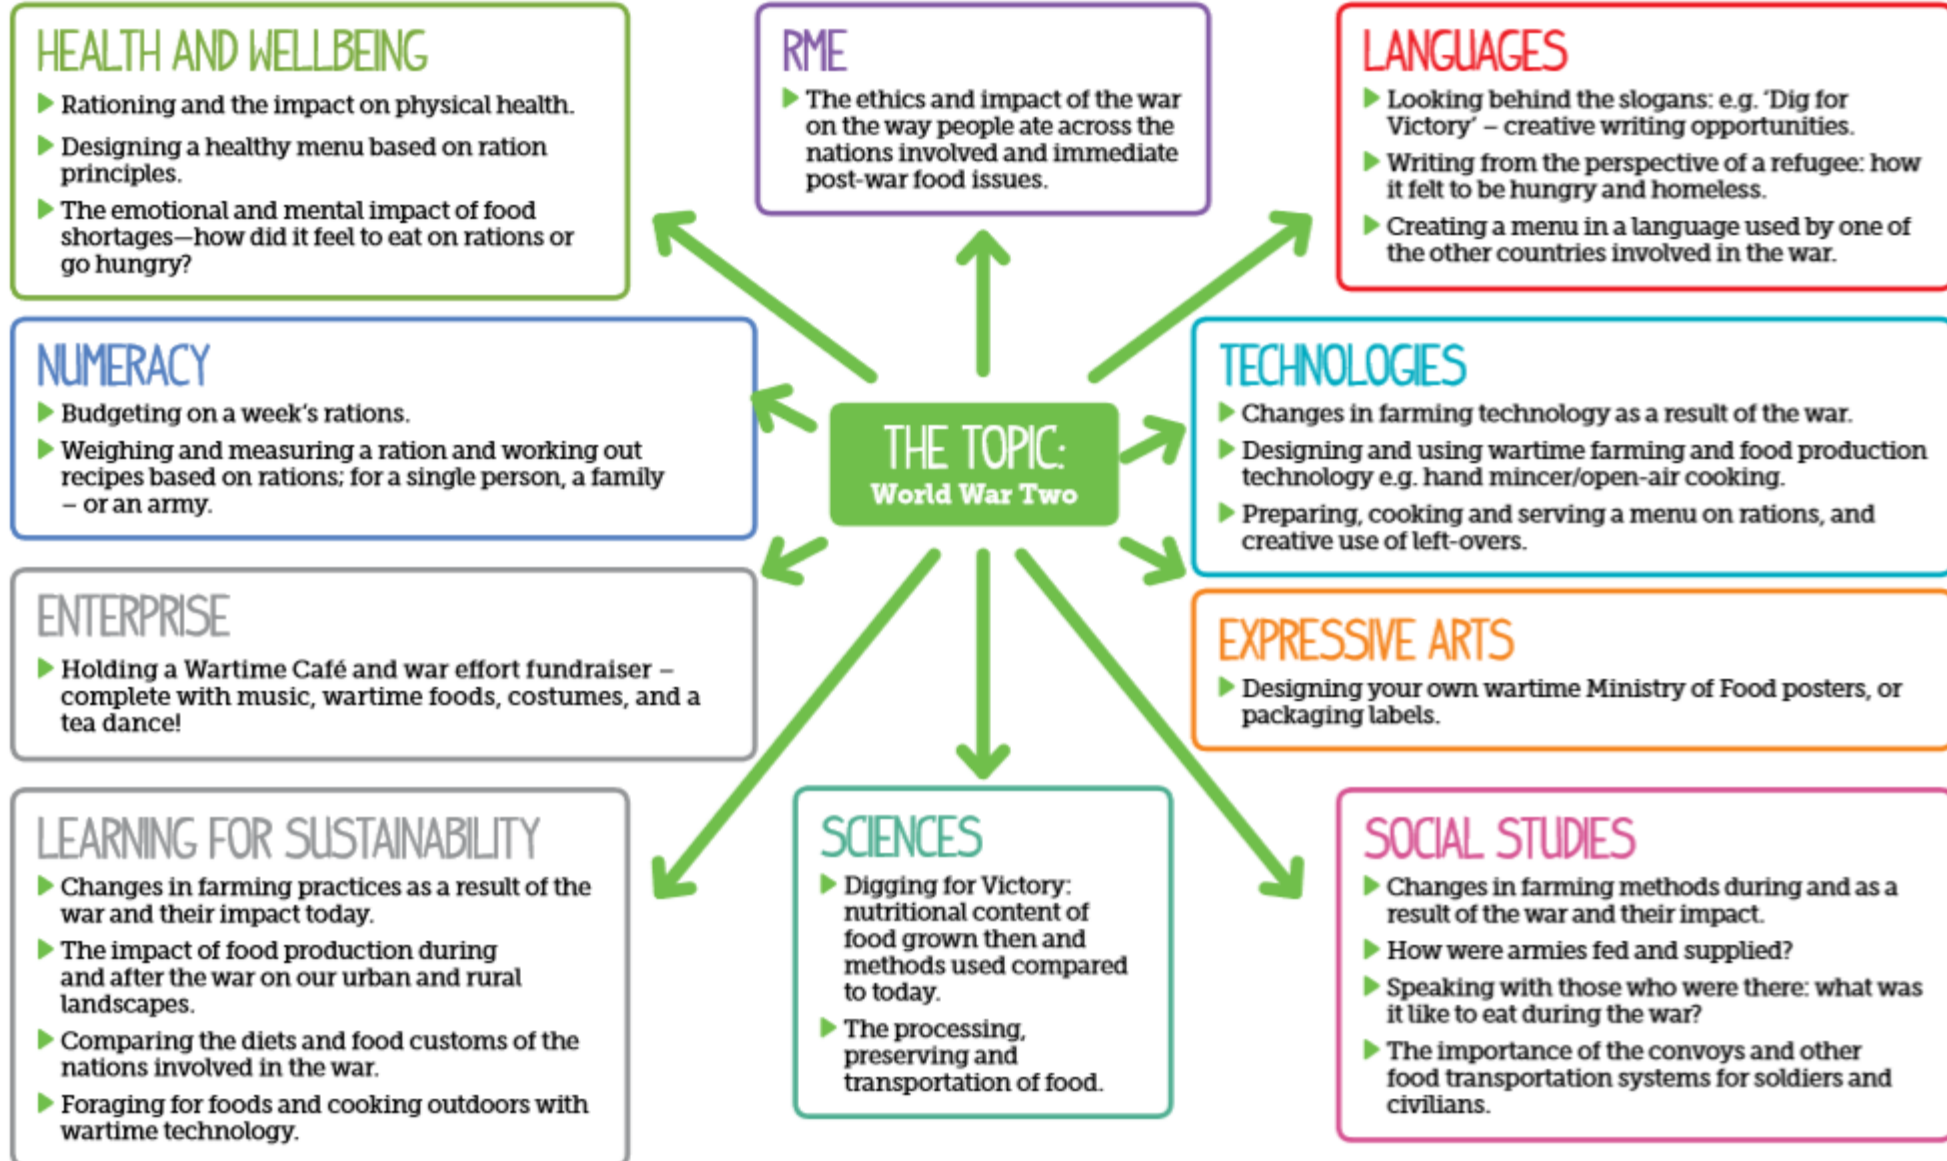 HEALTH AND WELLBEING
Rationing and the impact on physical health.
Designing a healthy menu based on ration
principles.
The emotional and mental impact of food
shortages—how did it feel to eat on rations or
go hungry?
RME
The ethics and impact of the war
on the way people ate across the
nations involved and immediate
post-war food issues.
LANGUAGES
Looking behind the slogans: e.g. ‘Dig for
Victory’ – creative writing opportunities.
Writing from the perspective of a refugee: how
it felt to be hungry and homeless.
Creating a menu in a language used by one of
the other countries involved in the war.
NUMERACY
Budgeting on a week’s rations.
Weighing and measuring a ration and working out
recipes based on rations; for a single person, a family
– or an army.
THE TOPIC:
World War Two
TECHNOLOGIES
Changes in farming technology as a result of the war.
Designing and using wartime farming and food production
technology e.g. hand mincer/open-air cooking.
Preparing, cooking and serving a menu on rations, and
creative use of left-overs.
ENTERPRISE
Holding a Wartime Café and war effort fundraiser –
complete with music, wartime foods, costumes, and a
tea dance!
EXPRESSIVE ARTS
Designing your own wartime Ministry of Food posters, or
packaging labels.
LEARNING FOR SUSTAINABILITY
Changes in farming practices as a result of the
war and their impact today.
The impact of food production during
and after the war on our urban and rural
landscapes.
Comparing the diets and food customs of the
nations involved in the war.
Foraging for foods and cooking outdoors with
wartime technology.
SCIENCES
Digging for Victory:
nutritional content of
food grown then and
methods used compared
to today.
The processing,
preserving and
transportation of food.
SOCIAL STUDIES
Changes in farming methods during and as a
result of the war and their impact.
How were armies fed and supplied?
Speaking with those who were there: what was
it like to eat during the war?
The importance of the convoys and other
food transportation systems for soldiers and
civilians.